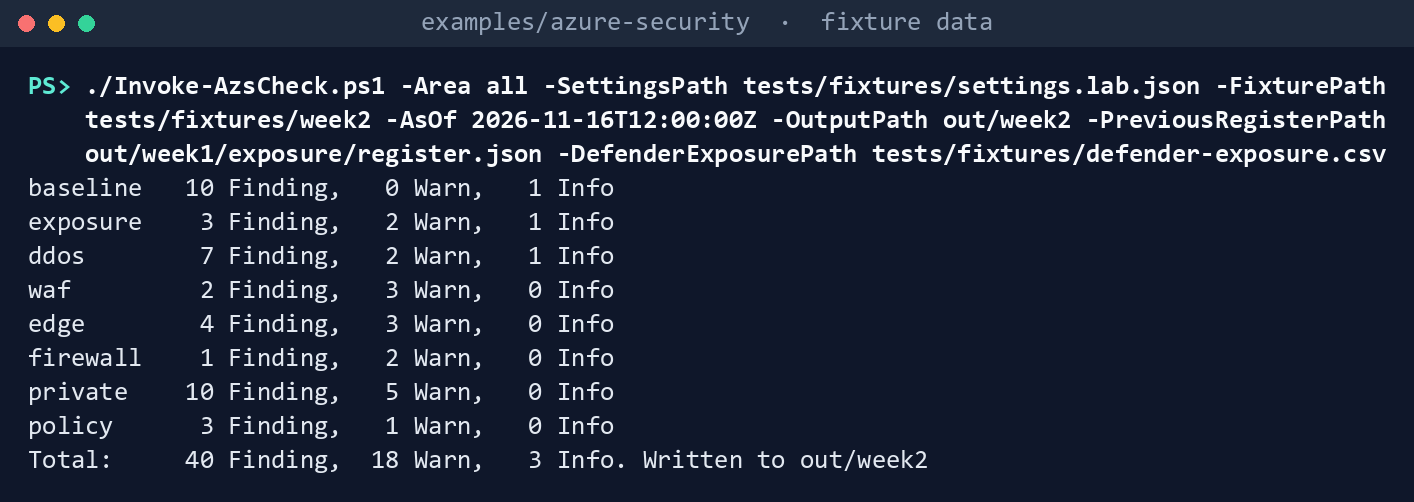 examples/azure-security · fixture data
PS> ./Invoke-AzsCheck.ps1 -Area all -SettingsPath tests/fixtures/settings.lab.json -FixturePath
tests/fixtures/week2 -AsOf 2026-11-16T12:00:00Z -OutputPath out/week2 -PreviousRegisterPath
out/week1/exposure/register.json -DefenderExposurePath tests/fixtures/defender-exposure.csv
baseline   10 Finding,   0 Warn,   1 Info
exposure    3 Finding,   2 Warn,   1 Info
ddos        7 Finding,   2 Warn,   1 Info
waf         2 Finding,   3 Warn,   0 Info
edge        4 Finding,   3 Warn,   0 Info
firewall    1 Finding,   2 Warn,   0 Info
private    10 Finding,   5 Warn,   0 Info
policy      3 Finding,   1 Warn,   0 Info
Total:     40 Finding,  18 Warn,   3 Info. Written to out/week2